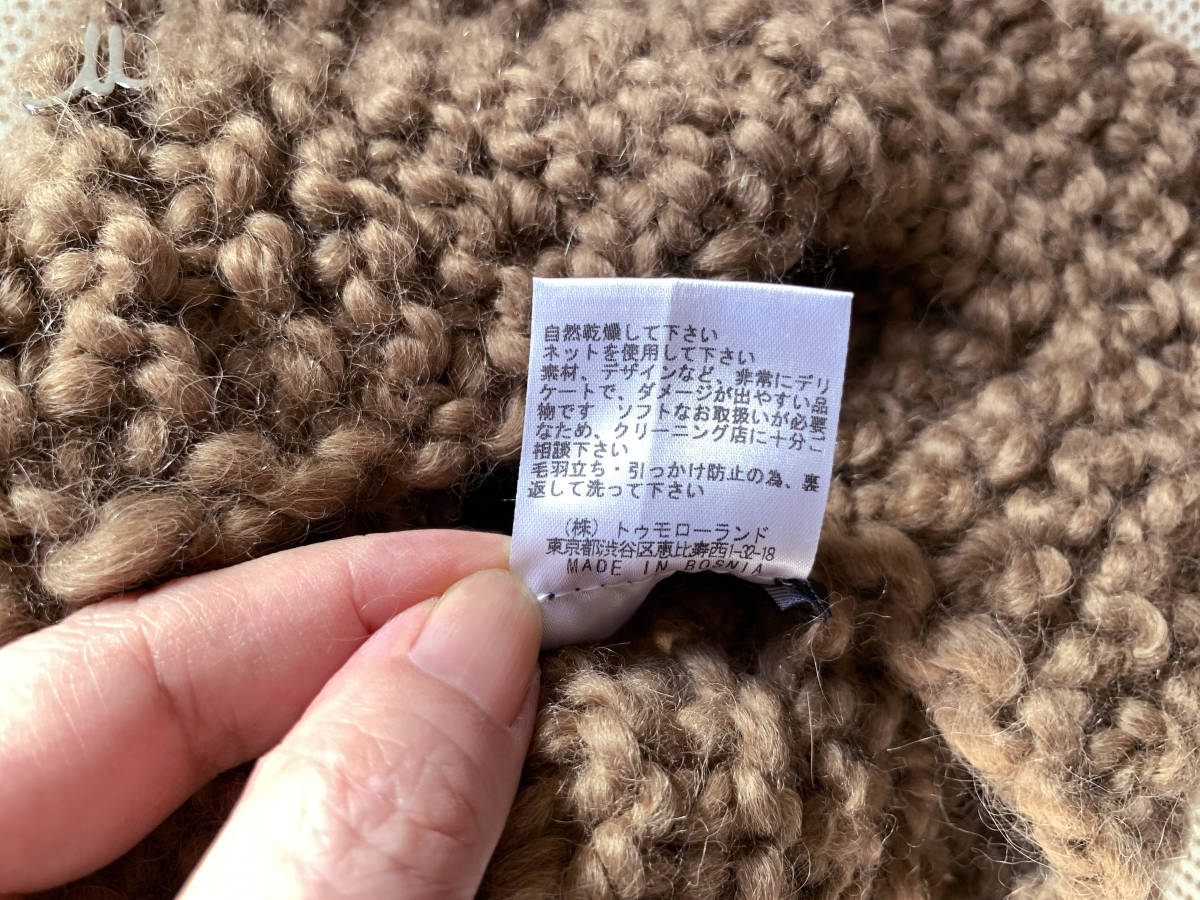 自然乾燥して下さい
ネットを使用して下さい
素材、デザインなど、非常にデリ
ケートで、ダメージが出やすい品
物です ソフトなお取扱いが必要
なため、クリーニング店に十分ご
相談下さい
毛羽立ち・引っかけ防止の為、裏
返して洗って下さい
(株) トゥモローランド
東京都渋谷区恵比寿西1-32-18
MADE IN BOSNIA